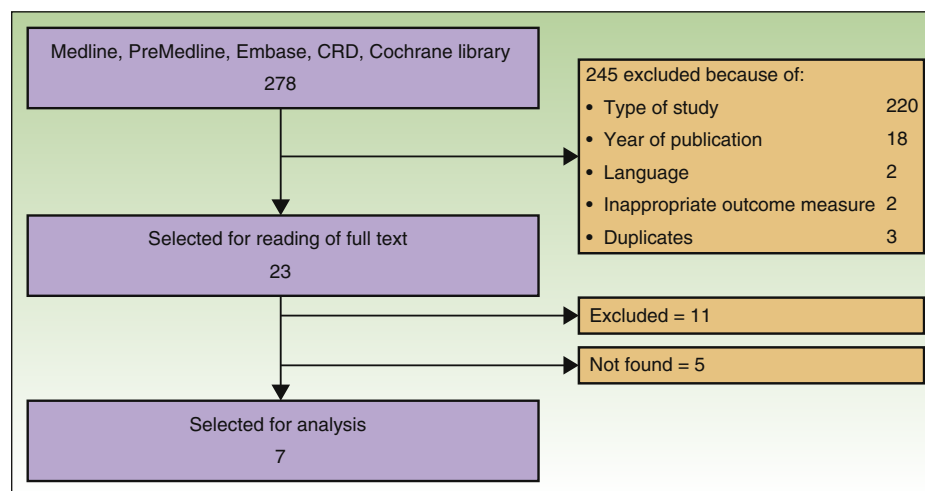 Medline, PreMedline, Embase, CRD, Cochrane library
278
245 excluded because of:
• Type of study 220
• Year of publication 18
• Language 2
• Inappropriate outcome measure 2
• Duplicates 3
Selected for reading of full text
23
Excluded = 11
Not found = 5
Selected for analysis
7